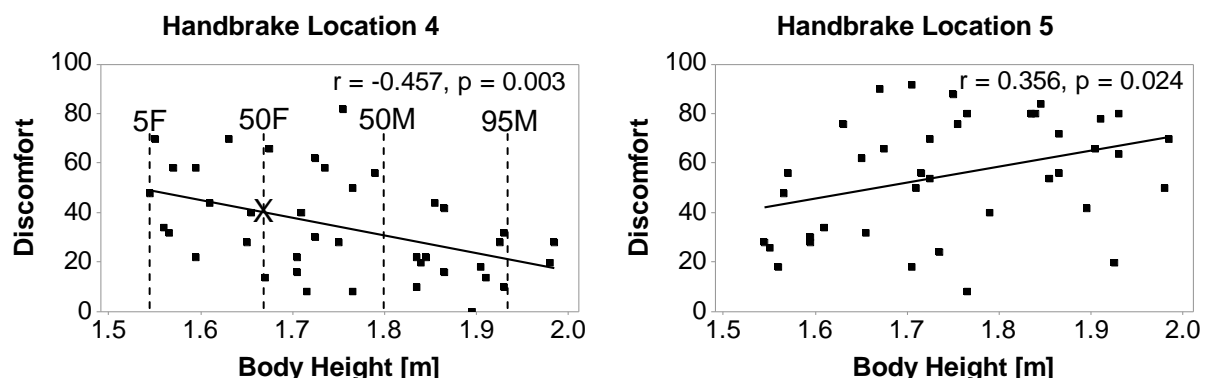 Handbrake Location 4
r = -0.457, p = 0.003
5F 50F 50M 95M
X
Discomfort
100
80
60
40
20
0
1.5 1.6 1.7 1.8 1.9 2.0
Body Height [m]
Handbrake Location 5
r = 0.356, p = 0.024
Discomfort
100
80
60
40
20
0
1.5 1.6 1.7 1.8 1.9 2.0
Body Height [m]